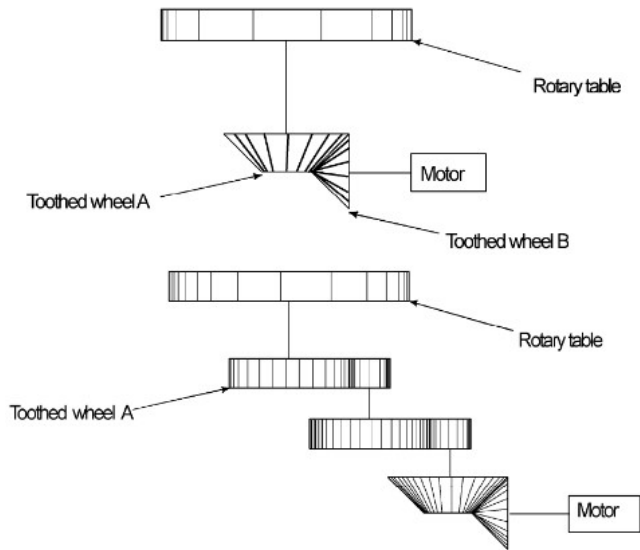 Rotary table
Motor
Toothed wheel A
Toothed wheel B
Rotary table
Toothed wheel A
Motor